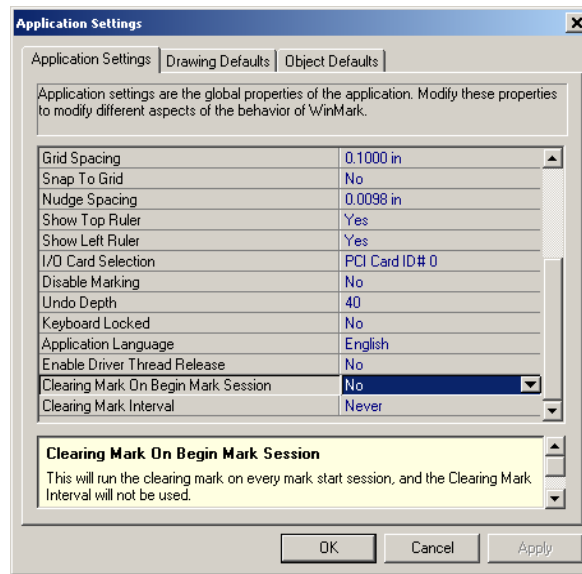 Application Settings
Application Settings Drawing Defaults Object Defaults
Application settings are the global properties of the application. Modify these properties
to modify different aspects of the behavior of WinMark.
Grid Spacing 0.1000 in
Snap To Grid No
Nudge Spacing 0.0098 in
Show Top Ruler Yes
Show Left Ruler Yes
I/O Card Selection PCI Card ID# 0
Disable Marking No
Undo Depth 40
Keyboard Locked No
Application Language English
Enable Driver Thread Release No
Clearing Mark On Begin Mark Session No
Clearing Mark Interval Never
Clearing Mark On Begin Mark Session
This will run the clearing mark on every mark start session, and the Clearing Mark
Interval will not be used.
OK Cancel Apply